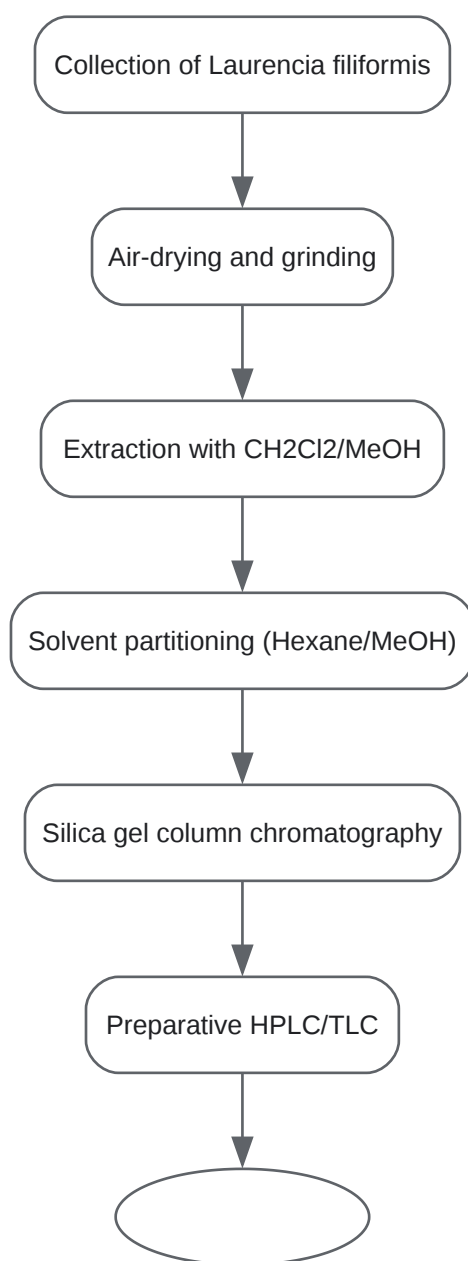 Collection of Laurencia filiformis
Air-drying and grinding
Extraction with CH2Cl2/MeOH
Solvent partitioning (Hexane/MeOH)
Silica gel column chromatography
Preparative HPLC/TLC